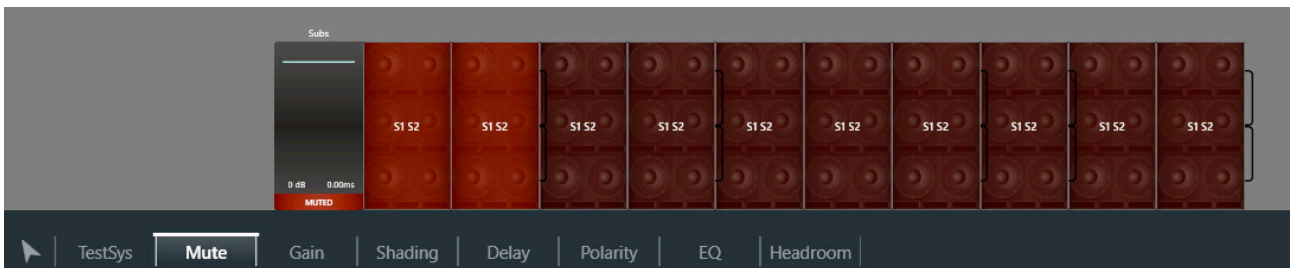 Subs
S1 S2 S1 S2 S1 S2 S1 S2 S1 S2 S1 S2 S1 S2 S1 S2 S1 S2 S1 S2
0 dB 0.00ms
MUTED
TestSys Mute Gain Shading Delay Polarity EQ Headroom